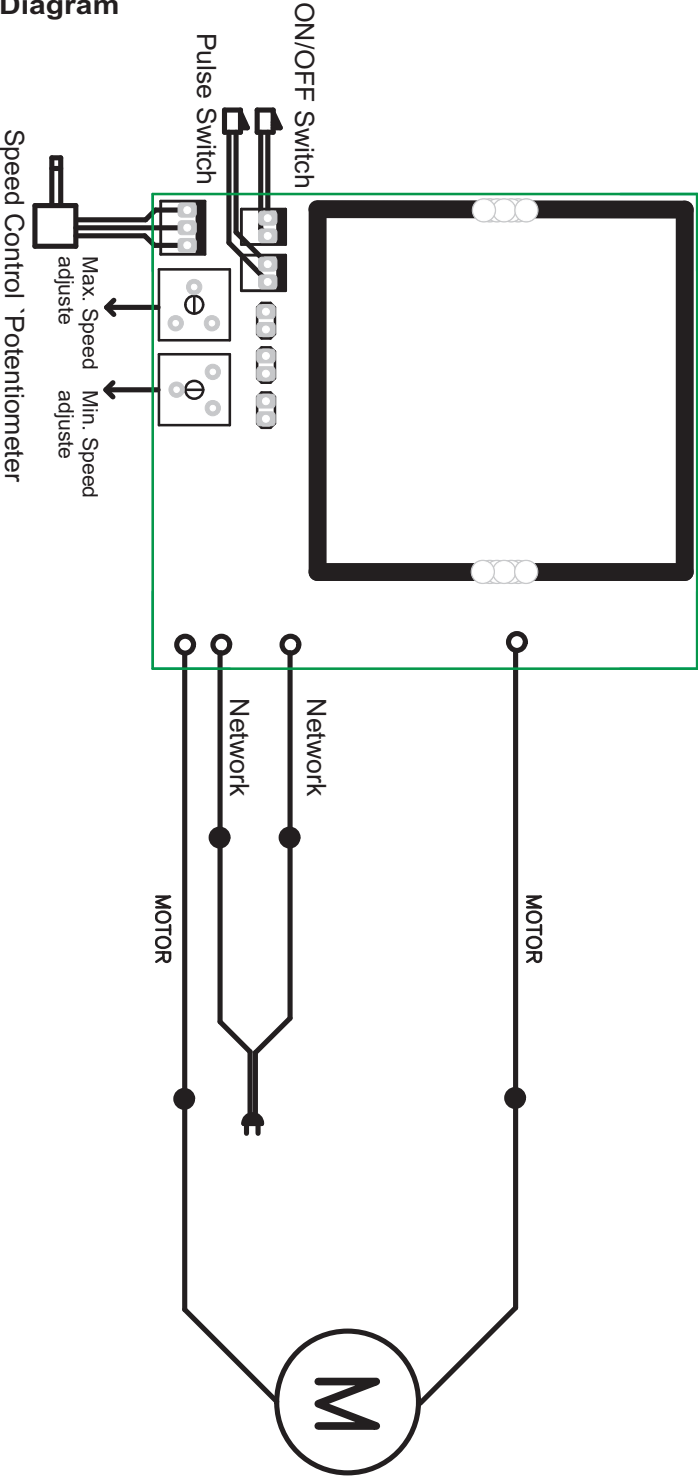 Diagram
ON/OFF Switch
Pulse Switch
Speed Control `Potentiometer
Max. Speed
adjuste
Min. Speed
adjuste
Network
Network
MOTOR
MOTOR
M